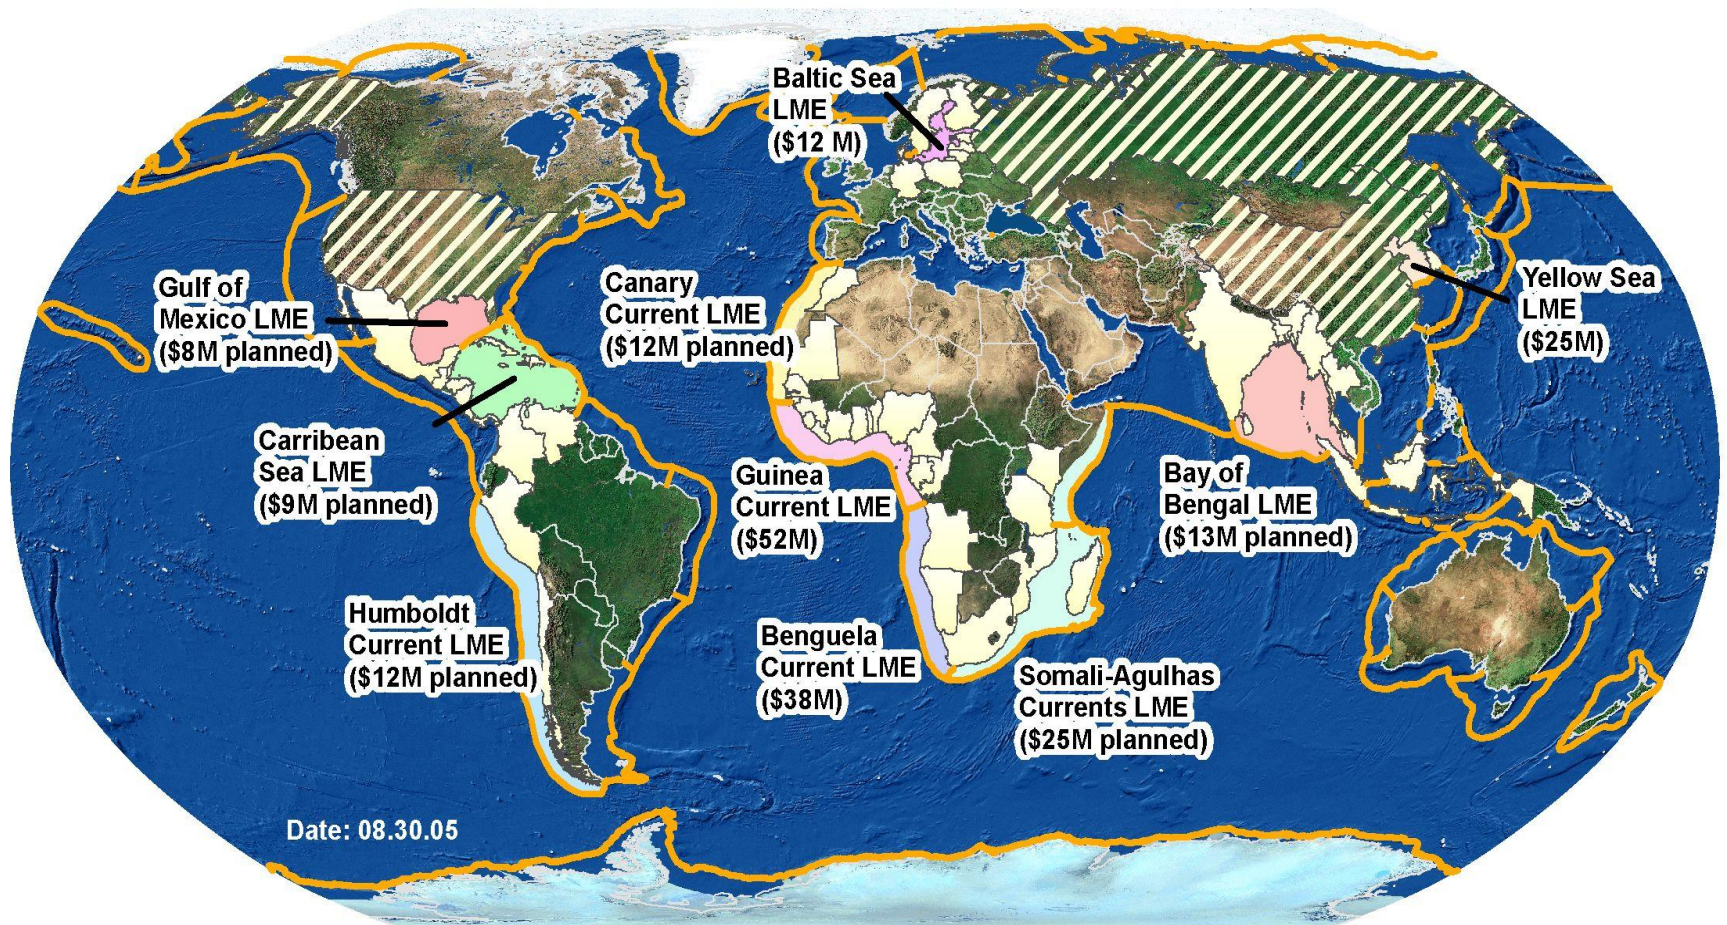 Baltic Sea
LME
($12 M)
Gulf of
Mexico LME
($8M planned)
Canary
Current LME
($12M planned)
Yellow Sea
LME
($25M)
Carribean
Sea LME
($9M planned)
Guinea
Current LME
($52M)
Bay of
Bengal LME
($13M planned)
Humboldt
Current LME
($12M planned)
Benguela
Current LME
($38M)
Somali-Agulhas
Currents LME
($25M planned)
Date: 08.30.05